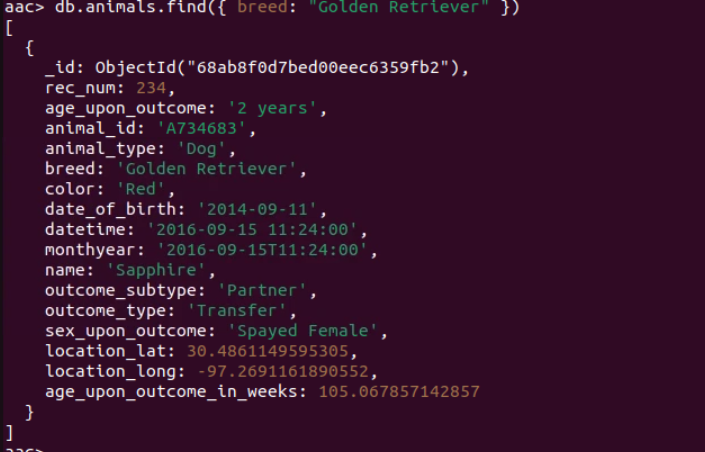 aac> db.animals.find({ breed: "Golden Retriever" })
[
  {
    _id: ObjectId("68ab8f0d7bed00eec6359fb2"),
    rec_num: 234,
    age_upon_outcome: '2 years',
    animal_id: 'A734683',
    animal_type: 'Dog',
    breed: 'Golden Retriever',
    color: 'Red',
    date_of_birth: '2014-09-11',
    datetime: '2016-09-15 11:24:00',
    monthyear: '2016-09-15T11:24:00',
    name: 'Sapphire',
    outcome_subtype: 'Partner',
    outcome_type: 'Transfer',
    sex_upon_outcome: 'Spayed Female',
    location_lat: 30.4861149595305,
    location_long: -97.2691161890552,
    age_upon_outcome_in_weeks: 105.067857142857
  }
]
aac>